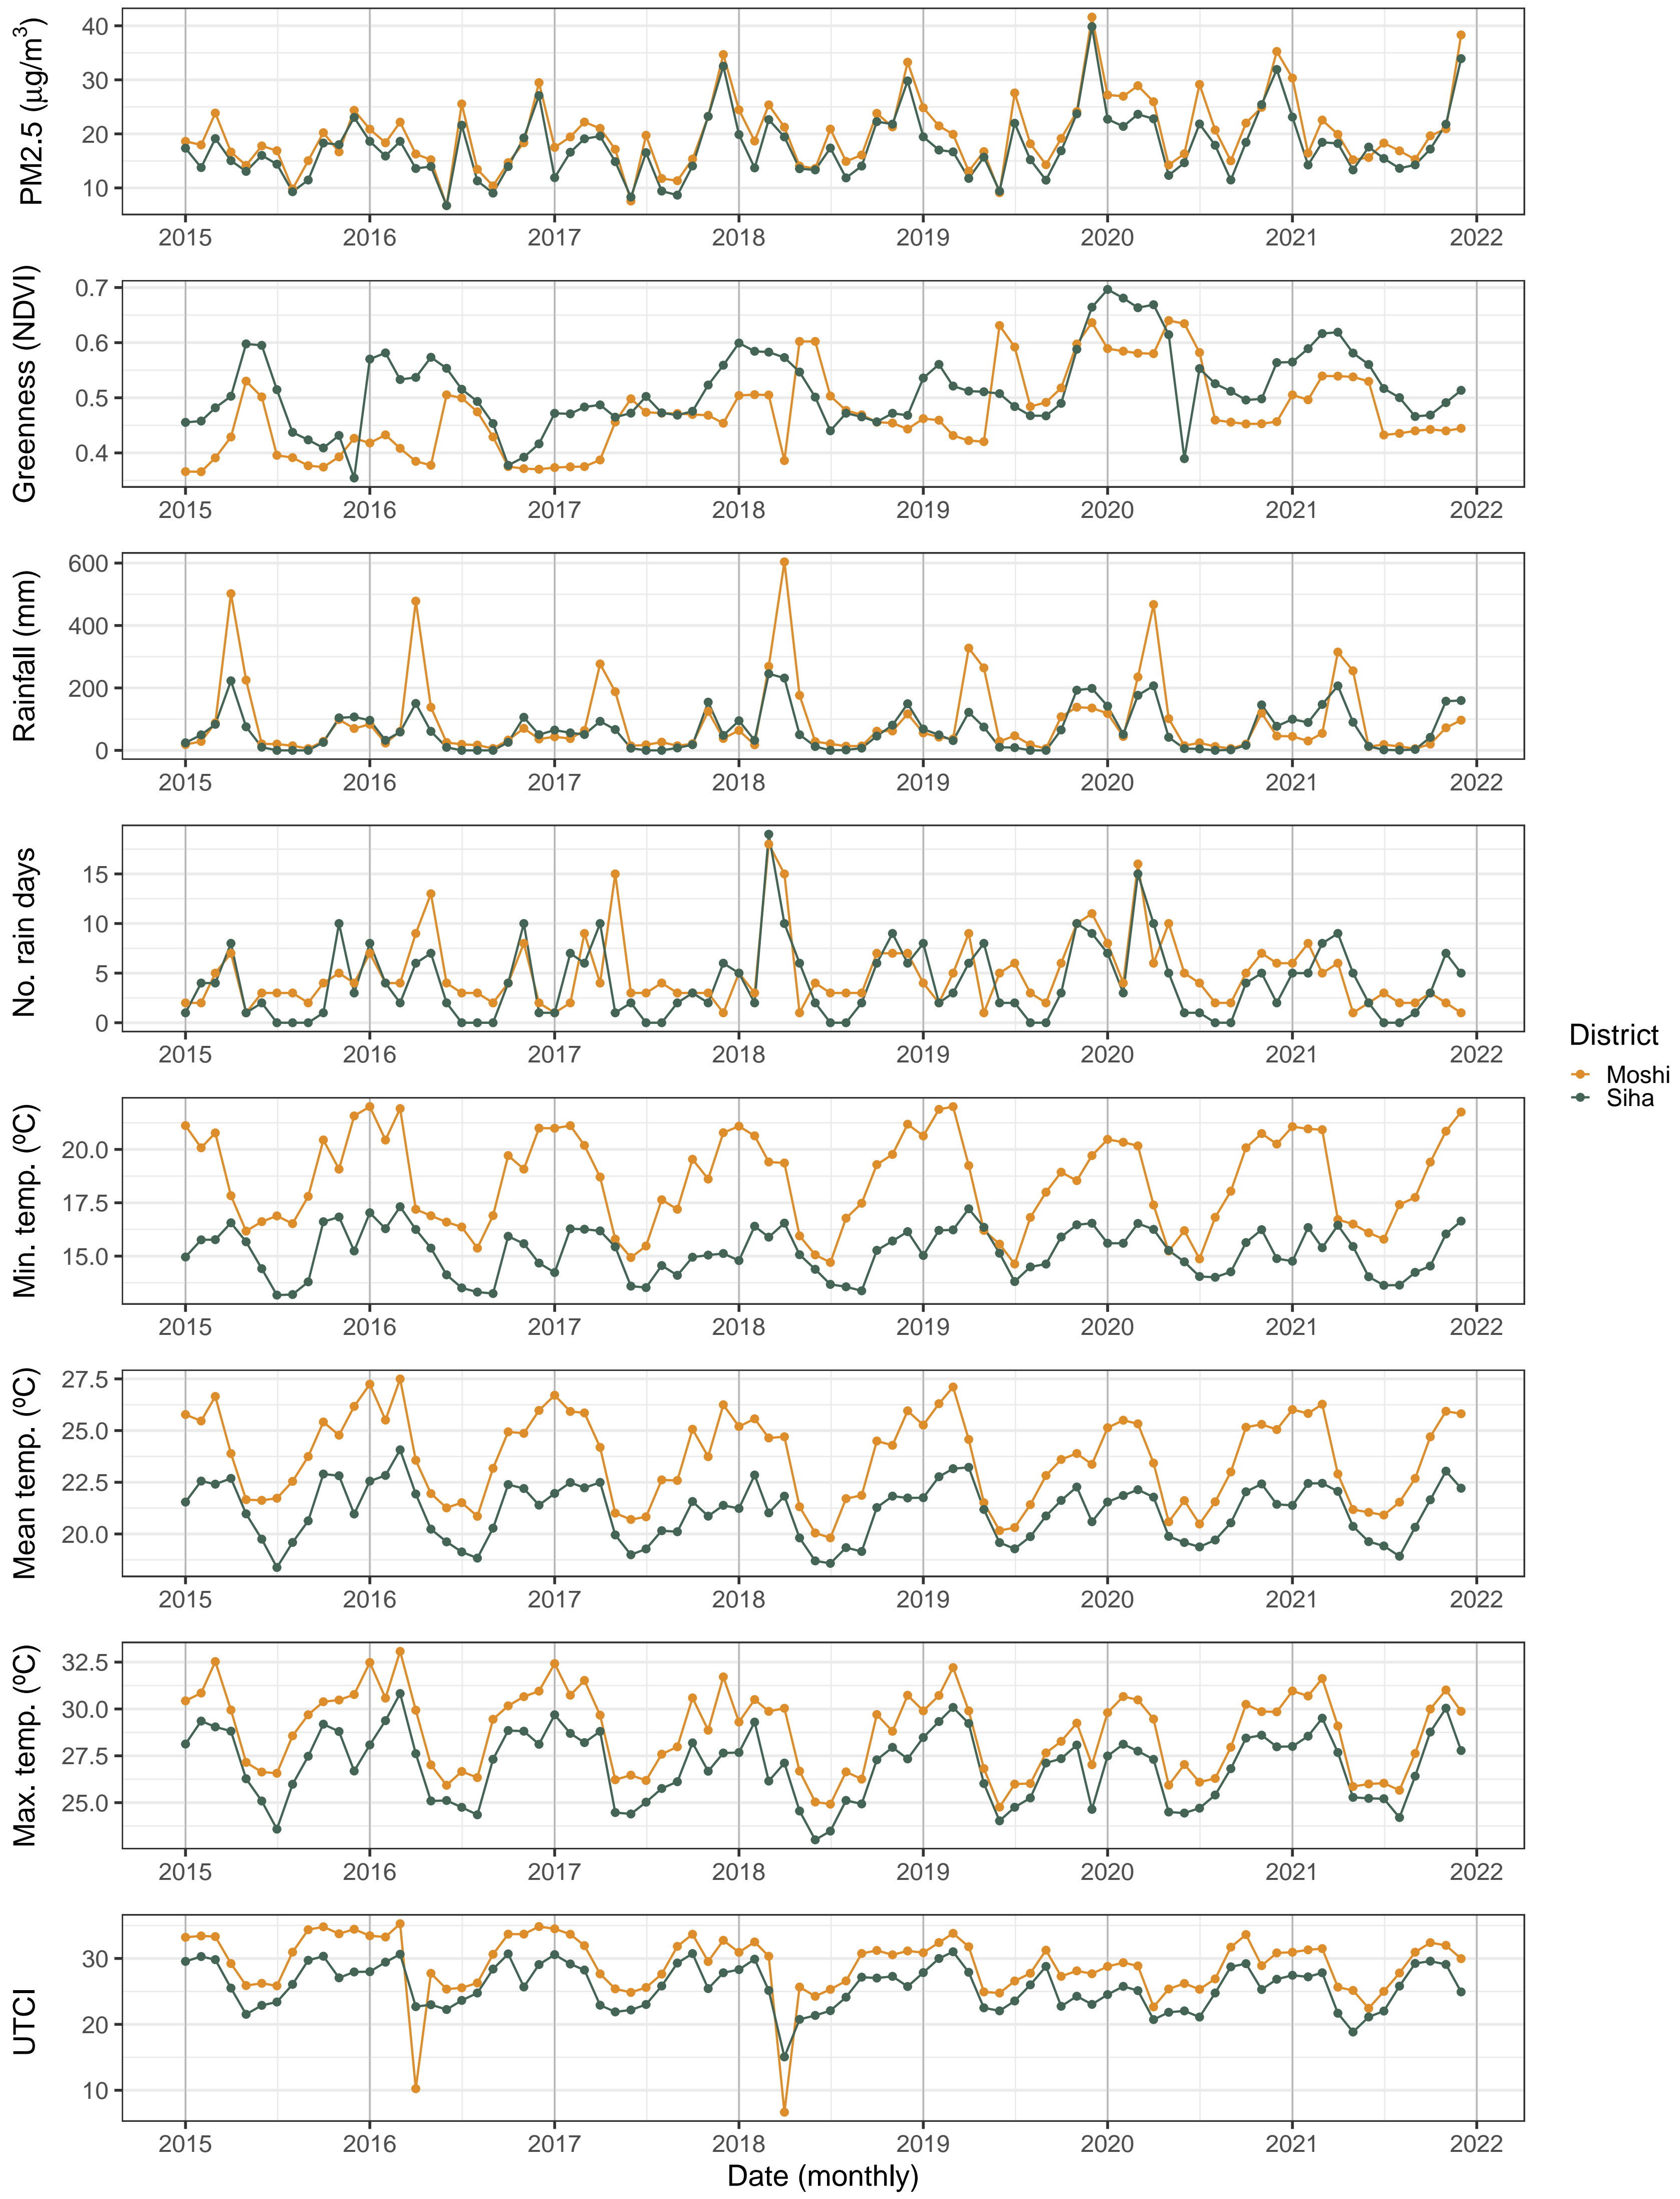 PM2.5 (μg/m3)
40
30
20
10
2015 2016 2017 2018 2019 2020 2021 2022
Greenness (NDVI)
0.7
0.6
0.5
0.4
2015 2016 2017 2018 2019 2020 2021 2022
Rainfall (mm)
600
400
200
0
2015 2016 2017 2018 2019 2020 2021 2022
No. rain days
15
10
5
0
2015 2016 2017 2018 2019 2020 2021 2022
District
Moshi
Siha
Min. temp. (ºC)
20.0
17.5
15.0
2015 2016 2017 2018 2019 2020 2021 2022
Mean temp. (ºC)
27.5
25.0
22.5
20.0
2015 2016 2017 2018 2019 2020 2021 2022
Max. temp. (ºC)
32.5
30.0
27.5
25.0
2015 2016 2017 2018 2019 2020 2021 2022
UTCI
30
20
10
2015 2016 2017 2018 2019 2020 2021 2022
Date (monthly)